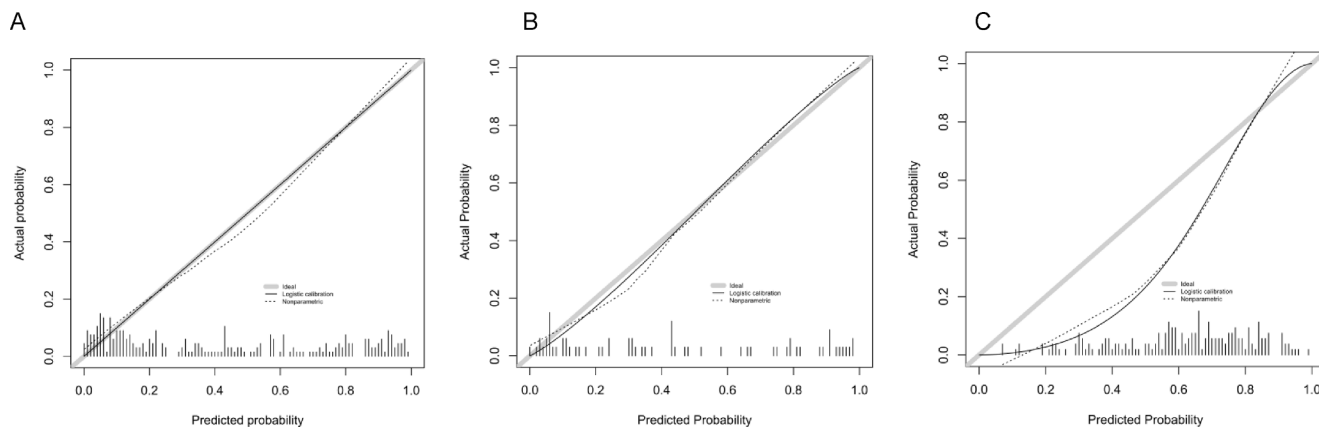 A
Actual probability
1.0
0.8
0.6
0.4
0.2
0.0
Ideal
Logistic calibration
Nonparametric
0.0 0.2 0.4 0.6 0.8 1.0
Predicted probability
B
Actual Probability
1.0
0.8
0.6
0.4
0.2
0.0
Ideal
Logistic calibration
Nonparametric
0.0 0.2 0.4 0.6 0.8 1.0
Predicted Probability
C
Actual Probability
1.0
0.8
0.6
0.4
0.2
0.0
Ideal
Logistic calibration
Nonparametric
0.0 0.2 0.4 0.6 0.8 1.0
Predicted Probability